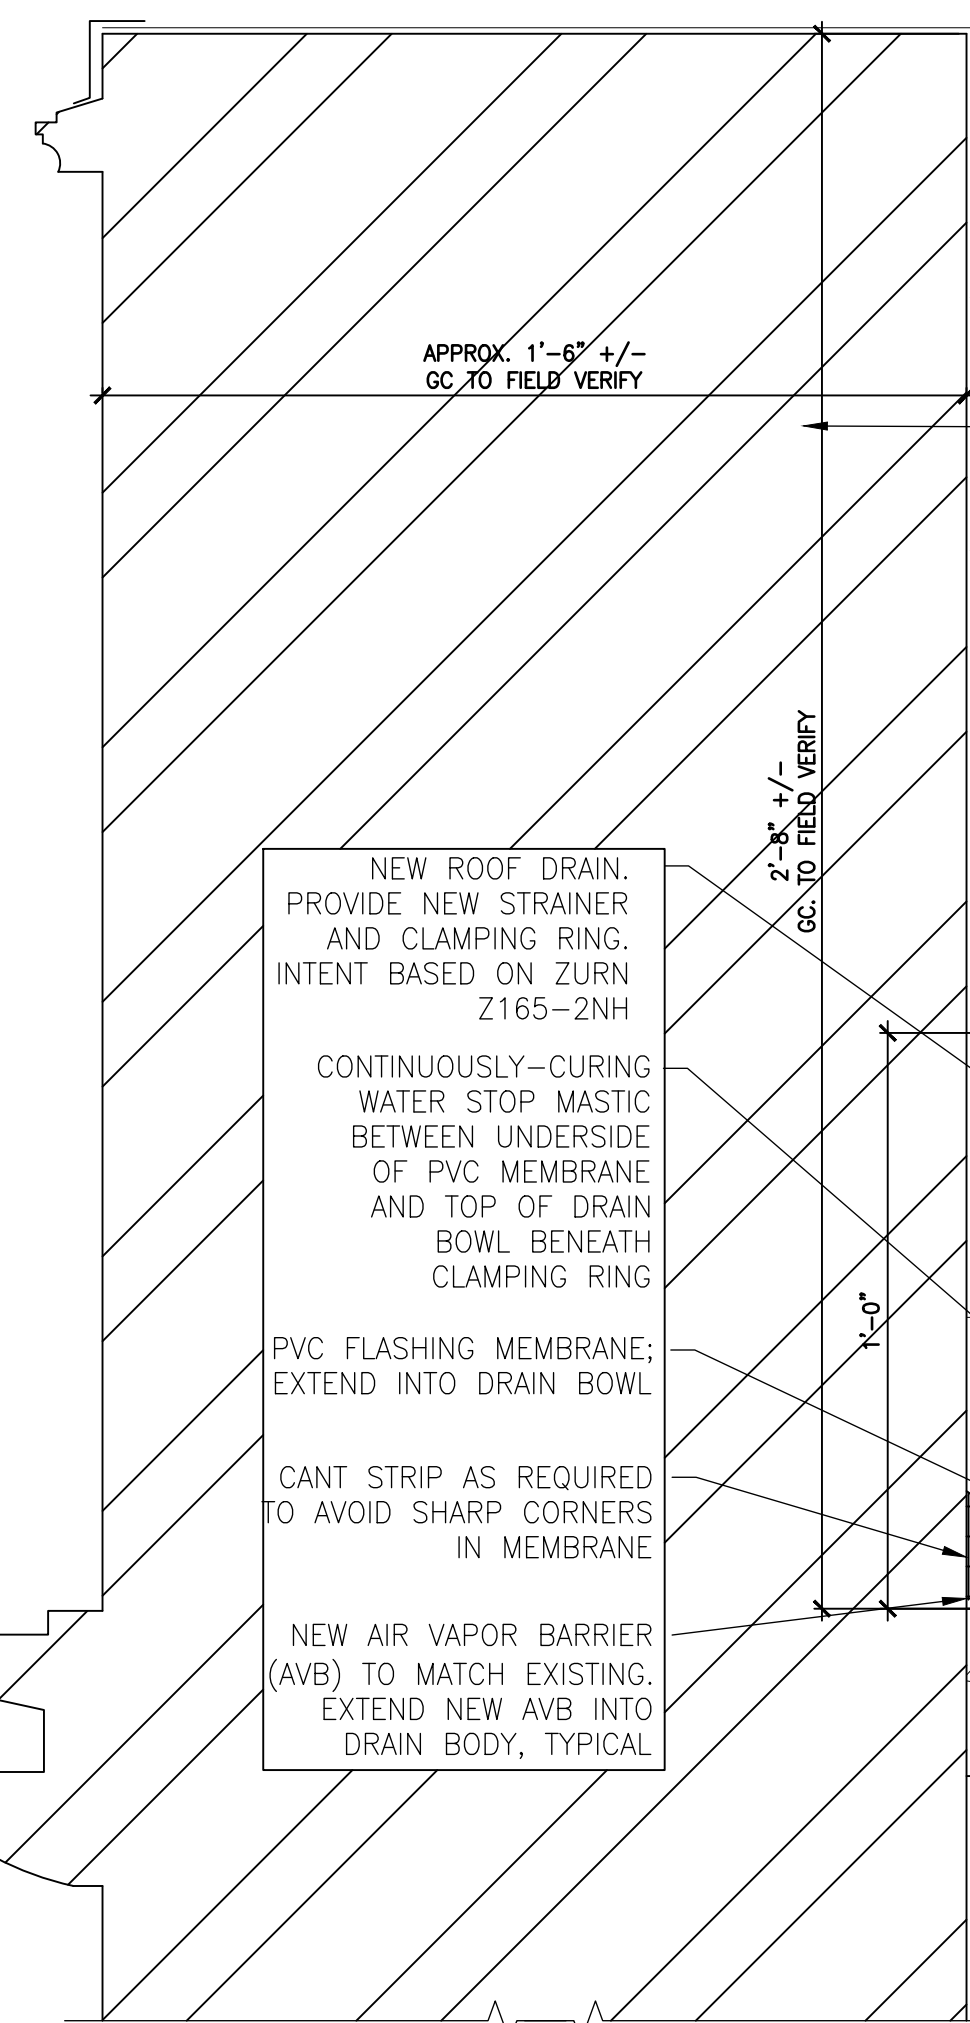 APPROX. 1'-6" +/-
GC TO FIELD VERIFY
2'-8" +/-
GC. TO FIELD VERIFY
NEW ROOF DRAIN.
PROVIDE NEW STRAINER
AND CLAMPING RING.
INTENT BASED ON ZURN
Z165-2NH
CONTINUOUSLY-CURING
WATER STOP MASTIC
BETWEEN UNDERSIDE
OF PVC MEMBRANE
AND TOP OF DRAIN
BOWL BENEATH
CLAMPING RING
1'-0"
PVC FLASHING MEMBRANE;
EXTEND INTO DRAIN BOWL
CANT STRIP AS REQUIRED
TO AVOID SHARP CORNERS
IN MEMBRANE
NEW AIR VAPOR BARRIER
(AVB) TO MATCH EXISTING.
EXTEND NEW AVB INTO
DRAIN BODY, TYPICAL